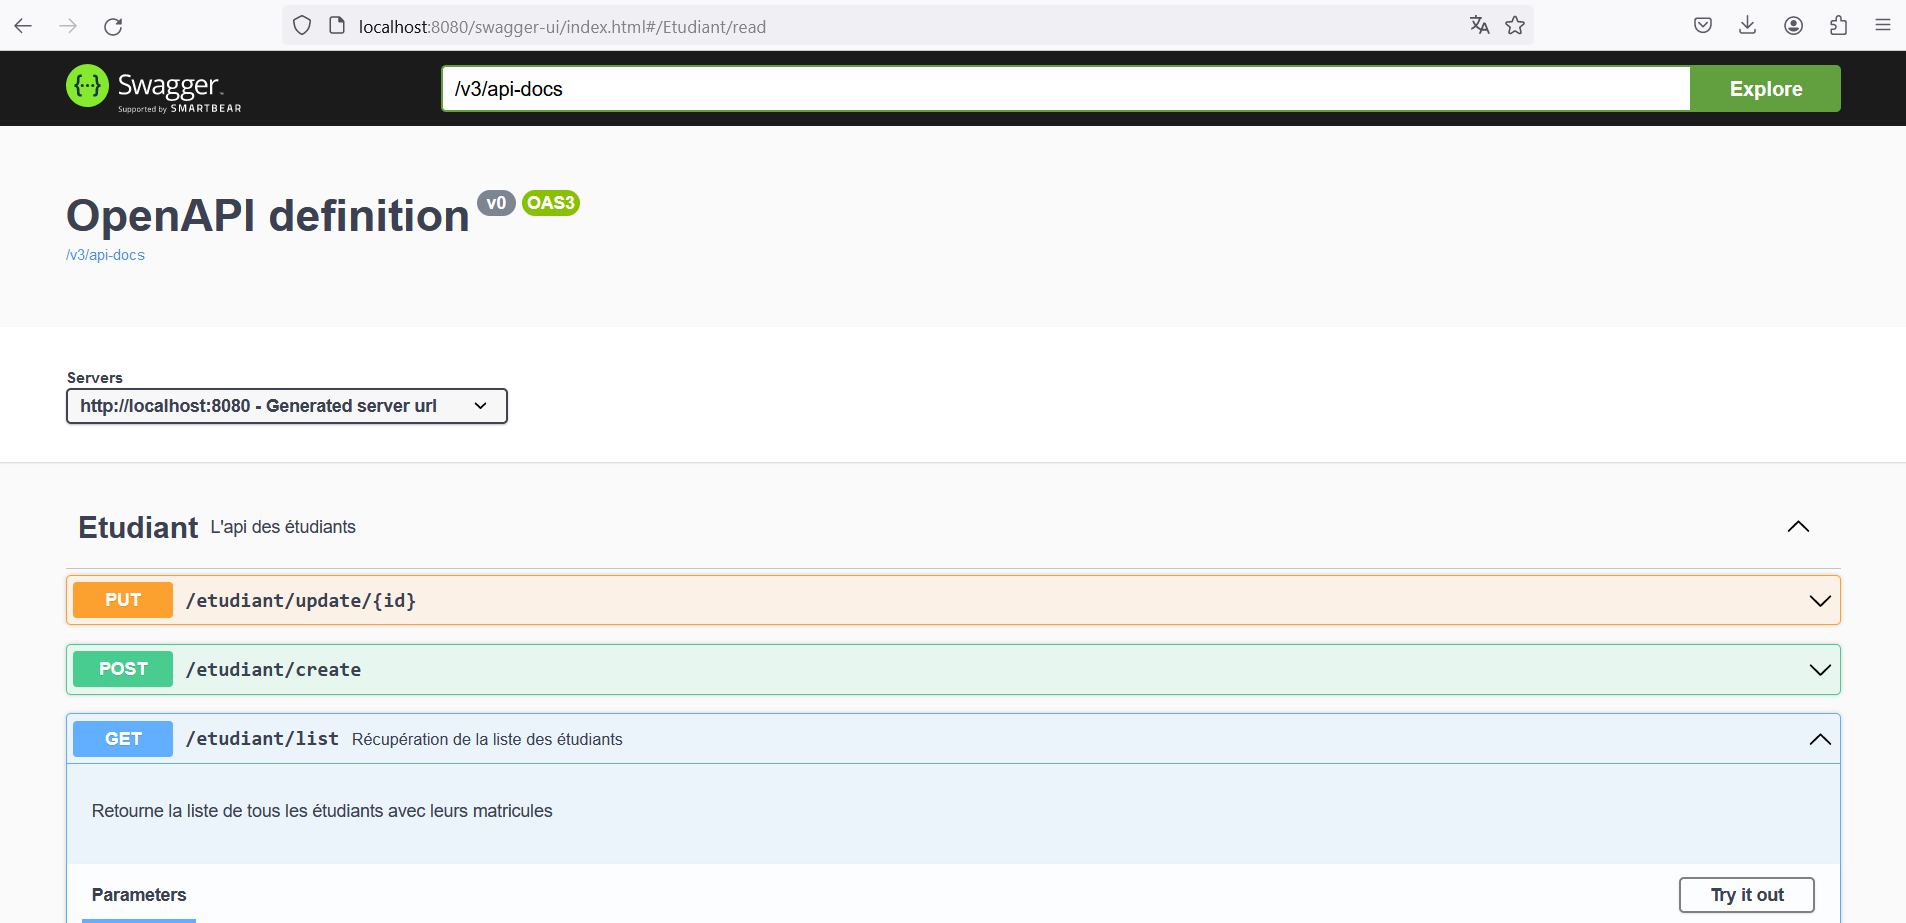 localhost:8080/swagger-ui/index.html#/Etudiant/read
Swagger
Supported by SMARTBEAR
/v3/api-docs
Explore
OpenAPI definition v0 OAS3
/v3/api-docs
Servers
http://localhost:8080 - Generated server url
Etudiant L'api des étudiants
PUT /etudiant/update/{id}
POST /etudiant/create
GET /etudiant/list Récupération de la liste des étudiants
Retourne la liste de tous les étudiants avec leurs matricules
Parameters
Try it out